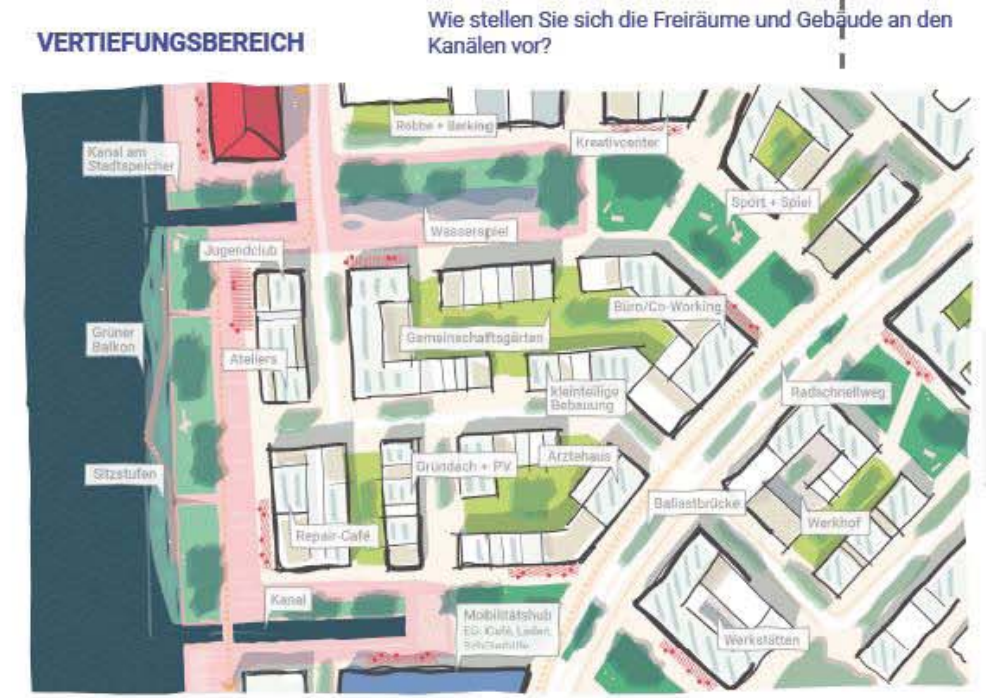 VERTIEFUNGSBEREICH
Wie stellen Sie sich die Freiräume und Gebäude an den
Kanälen vor?
Robbe + Berking
Kreativcenter
Kanal am
Stadtspeicher
Sport + Spiel
Wasserspiel
Jugendclub
Büro/Co-Working
Grüner
Balkon
Gemeinschaftsgärten
Ateliers
kleinteilige
Bebauung
Radschnellweg
Sitzstufen
Gründach + PV
Ärztehaus
Ballastbrücke
Werkhof
Repair-Café
Kanal
Mobilitätshub
EG: Café, Laden,
Werkstätten